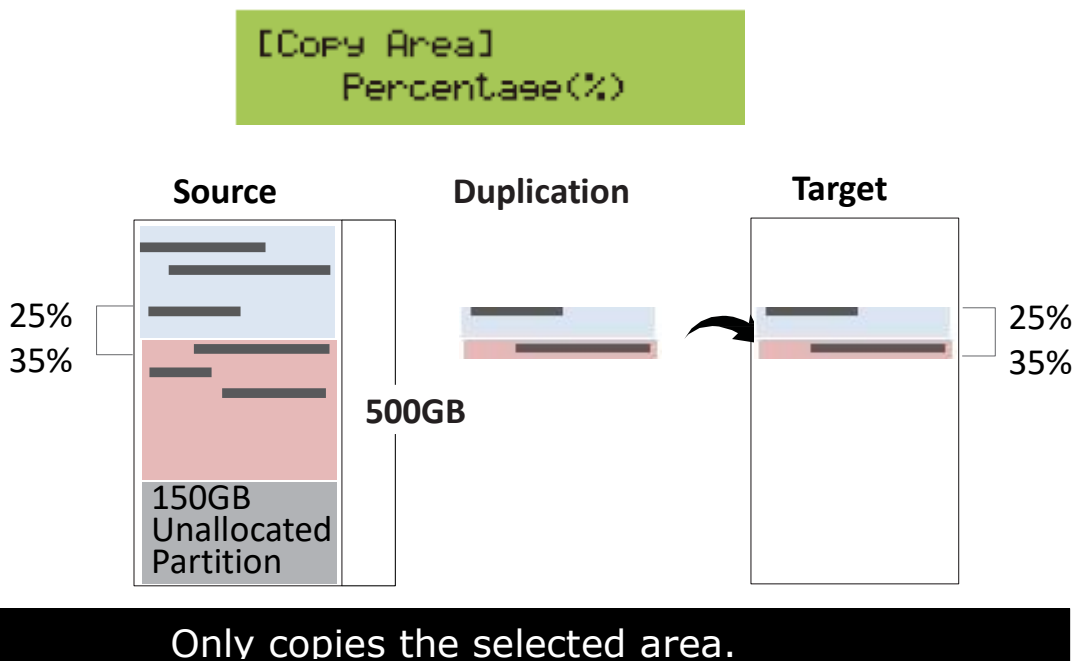 [Copy Area]
Percentage(%)
Source
Duplication
Target
25%
35%
25%
35%
500GB
150GB
Unallocated
Partition
Only copies the selected area.